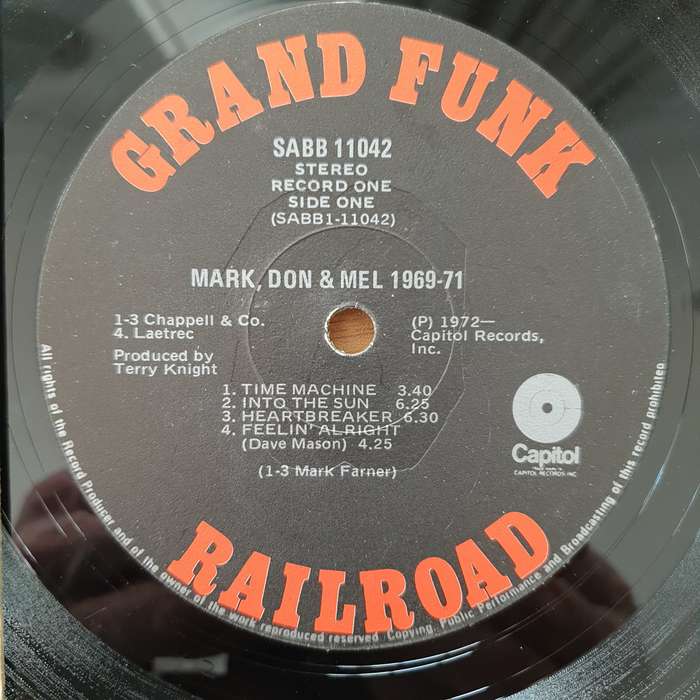 GRAND FUNK
SABB 11042
STEREO
RECORD ONE
SIDE ONE
(SABB1-11042)
MARK, DON & MEL 1969-71
1-3 Chappell & Co.
4. Laetrec
Produced by
Terry Knight
(P) 1972—
Capitol Records,
Inc.
1. TIME MACHINE 3.40
2. INTO THE SUN 6.25
3. HEARTBREAKER 6.30
4. FEELIN' ALRIGHT
(Dave Mason) 4.25
(1-3 Mark Farner)
Capitol
CAPITOL RECORDS INC
RAILROAD
All rights of the Record Producer and of the owner of the work reproduced reserved. Copying, Public Performance and Broadcasting of this record prohibited